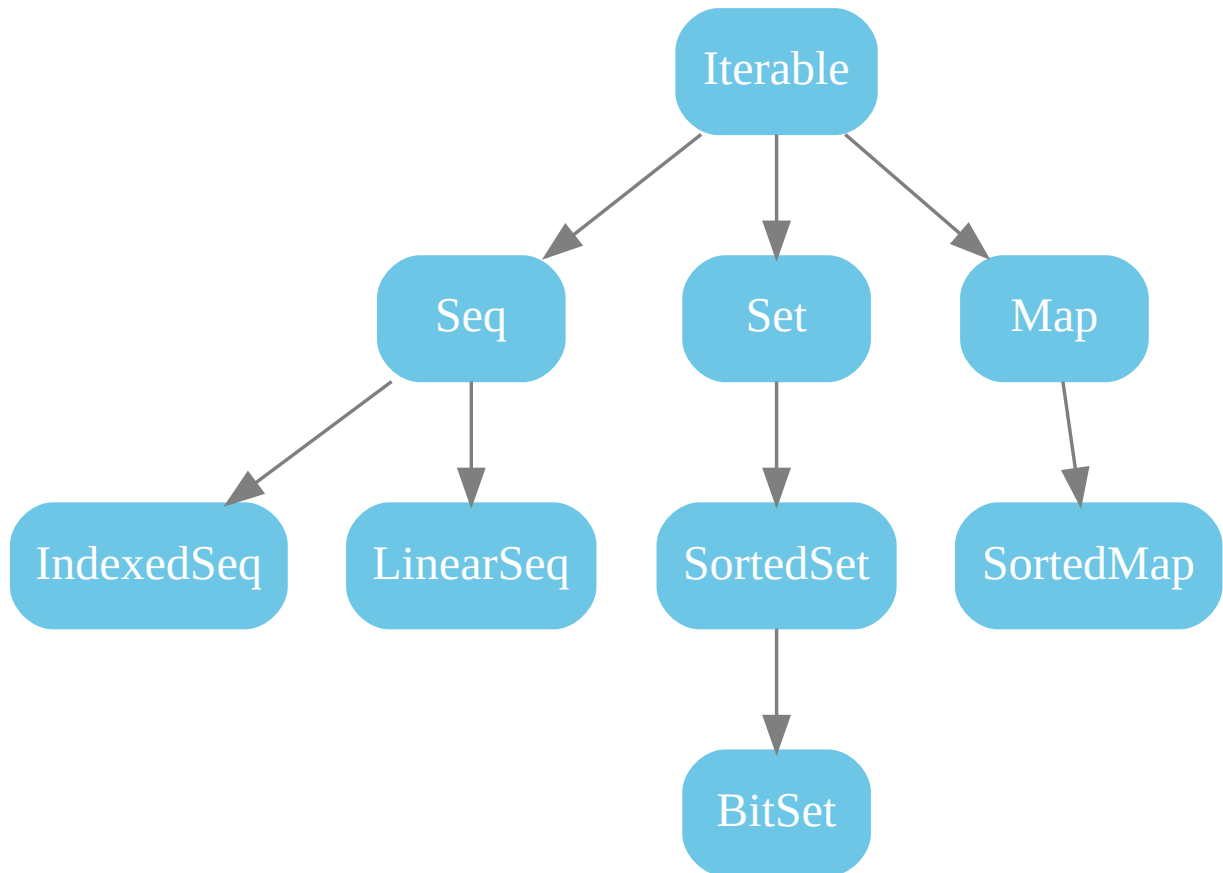 Iterable
Seq
Set
Map
IndexedSeq
LinearSeq
SortedSet
SortedMap
BitSet